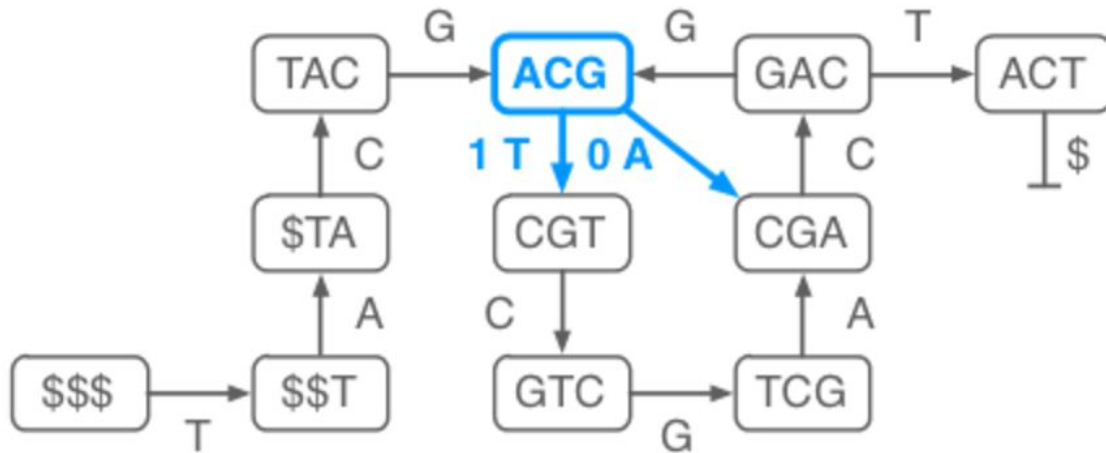 G G T
TAC ACG GAC ACT
C 1 T 0 A C $
$TA CGT CGA
A C A
$$$ $$T GTC TCG
T G